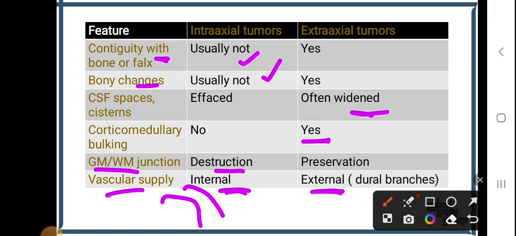 Feature Intraaxial tumors Extraaxial tumors
Contiguity with Usually not Yes
bone or falx
Bony changes Usually not Yes
CSF spaces, Effaced Often widened
cisterns
Corticomedullary No Yes
bulking
GM/WM junction Destruction Preservation
Vascular supply Internal External ( dural branches)